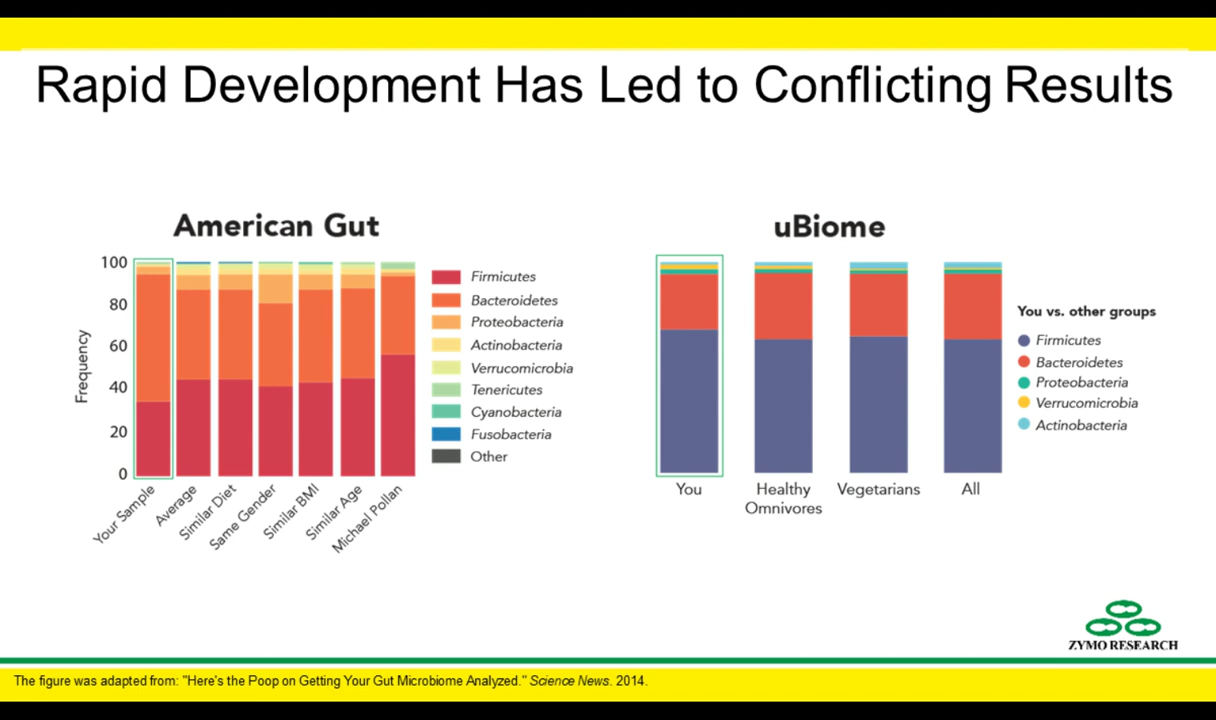 Rapid Development Has Led to Conflicting Results
American Gut
100
80
60
40
20
0
Frequency
Your Sample
Average
Similar Diet
Same Gender
Similar BMI
Similar Age
Michael Pollan
Firmicutes
Bacteroidetes
Proteobacteria
Actinobacteria
Verrucomicrobia
Tenericutes
Cyanobacteria
Fusobacteria
Other
uBiome
You
Healthy
Omnivores
Vegetarians
All
You vs. other groups
Firmicutes
Bacteroidetes
Proteobacteria
Verrucomicrobia
Actinobacteria
ZYMO RESEARCH
The figure was adapted from: "Here's the Poop on Getting Your Gut Microbiome Analyzed." Science News. 2014.